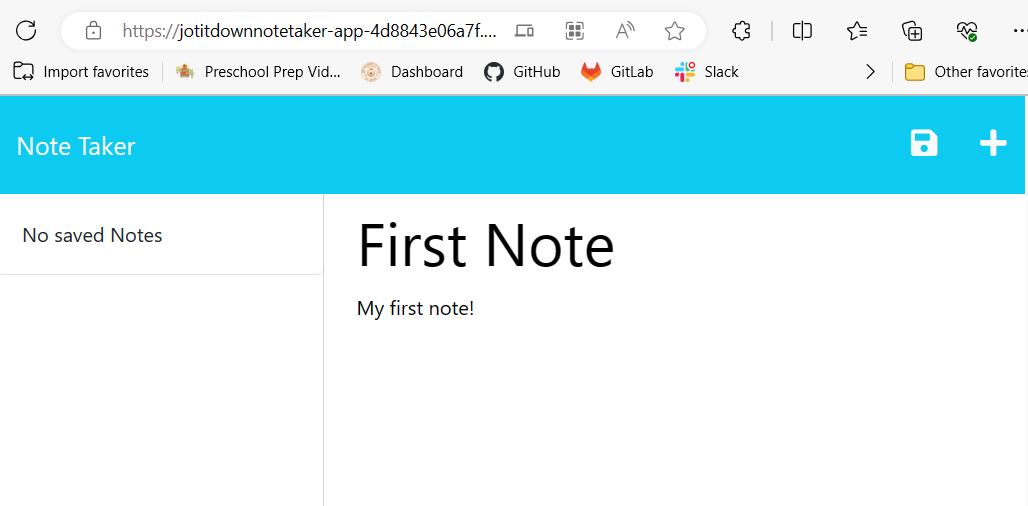 https://jotitdownnotetaker-app-4d8843e06a7f....
Import favorites Preschool Prep Vid... Dashboard GitHub GitLab Slack Other favorites
Note Taker
No saved Notes
First Note
My first note!